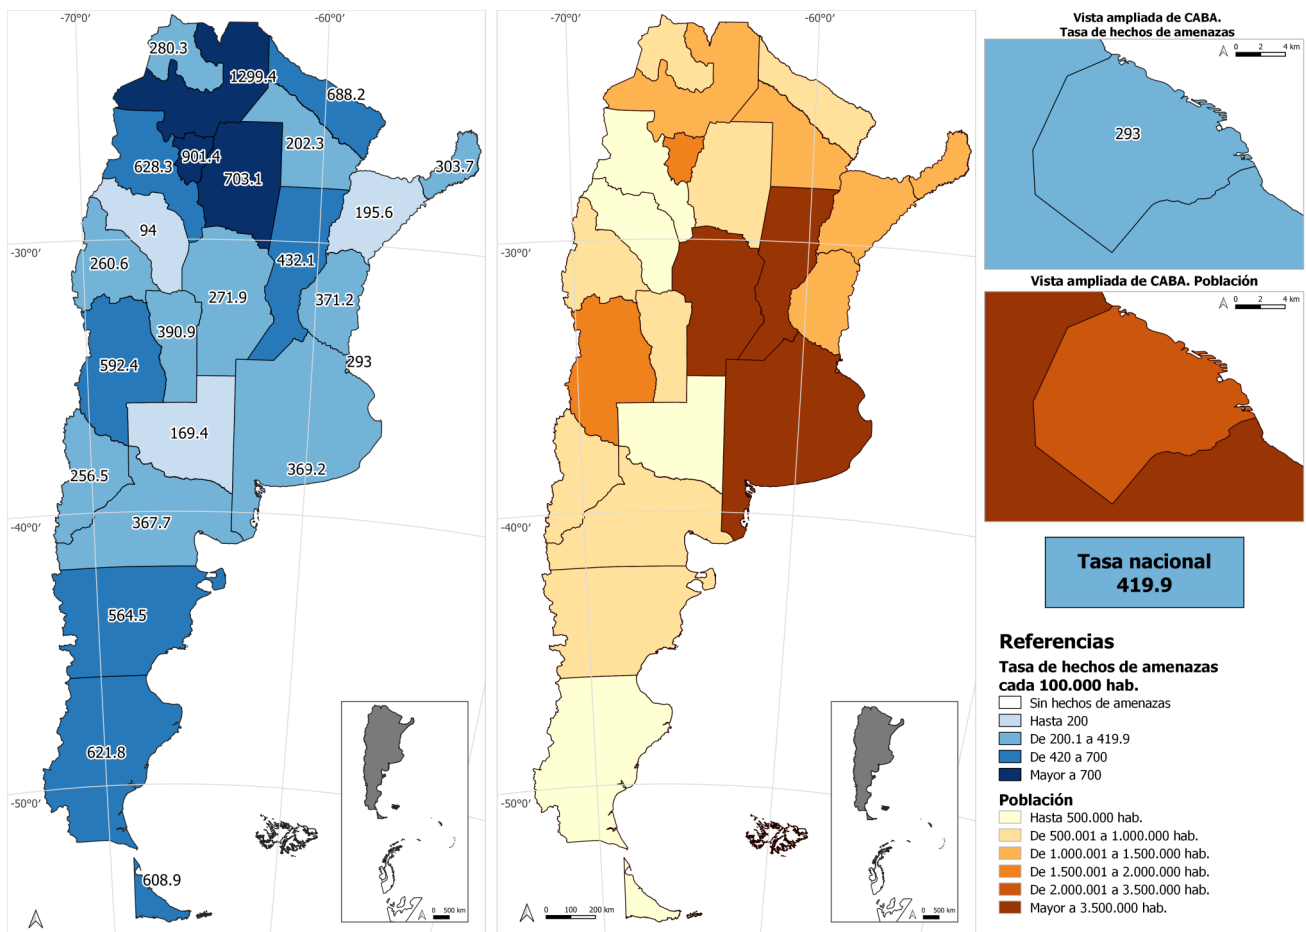 -70°0'
-60°0'
280.3
1299.4
688.2
202.3
901.4
628.3
703.1
303.7
195.6
94
-30°0'
260.6
432.1
271.9
371.2
390.9
592.4
293
169.4
369.2
256.5
-40°0'
367.7
564.5
621.8
-50°0'
608.9
0 500 km
-70°0'
-60°0'
-30°0'
-40°0'
-50°0'
0 100 200 km
0 500 km
Vista ampliada de CABA.
Tasa de hechos de amenazas
0 2 4 km
293
Vista ampliada de CABA. Población
0 2 4 km
Tasa nacional
419.9
Referencias
Tasa de hechos de amenazas
cada 100.000 hab.
Sin hechos de amenazas
Hasta 200
De 200.1 a 419.9
De 420 a 700
Mayor a 700
Población
Hasta 500.000 hab.
De 500.001 a 1.000.000 hab.
De 1.000.001 a 1.500.000 hab.
De 1.500.001 a 2.000.000 hab.
De 2.000.001 a 3.500.000 hab.
Mayor a 3.500.000 hab.